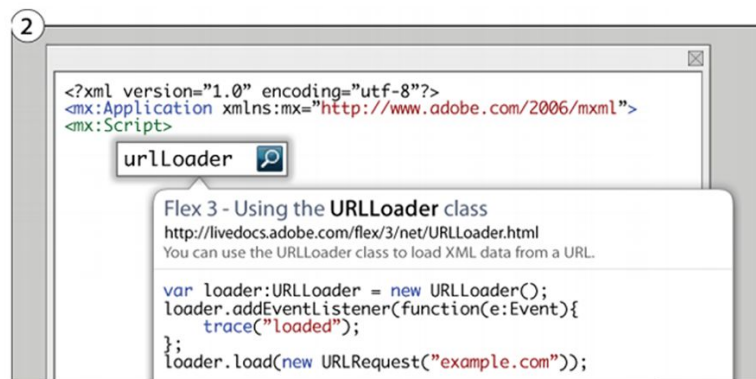 2
<?xml version="1.0" encoding="utf-8"?>
<mx:Application xmlns:mx="http://www.adobe.com/2006/mxml">
<mx:Script>
urlLoader
Flex 3 - Using the URLLoader class
http://livedocs.adobe.com/flex/3/net/URLLoader.html
You can use the URLLoader class to load XML data from a URL.
var loader:URLLoader = new URLLoader();
loader.addEventListener(function(e:Event){
trace("loaded");
};
loader.load(new URLRequest("example.com"));